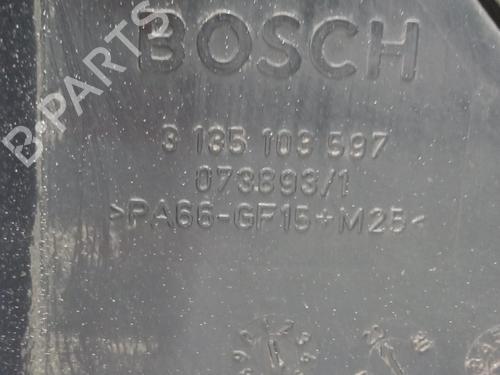 BOSCH
3 135 103 597
073893/1
>PA66-GF15+M25<
B-PARTS